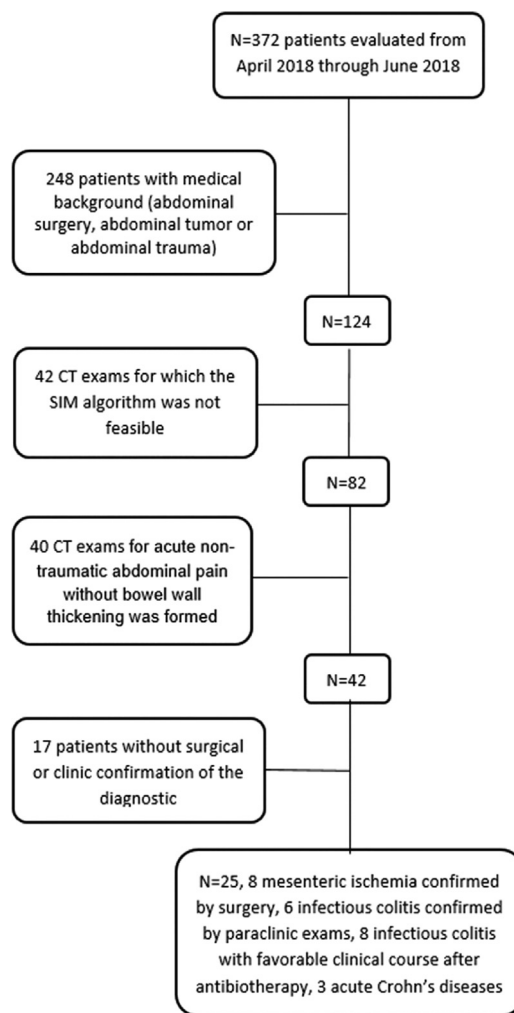 N=372 patients evaluated from
April 2018 through June 2018
248 patients with medical
background (abdominal
surgery, abdominal tumor or
abdominal trauma)
N=124
42 CT exams for which the
SIM algorithm was not
feasible
N=82
40 CT exams for acute non-
traumatic abdominal pain
without bowel wall
thickening was formed
N=42
17 patients without surgical
or clinic confirmation of the
diagnostic
N=25, 8 mesenteric ischemia confirmed
by surgery, 6 infectious colitis confirmed
by paraclinic exams, 8 infectious colitis
with favorable clinical course after
antibiotherapy, 3 acute Crohn's diseases